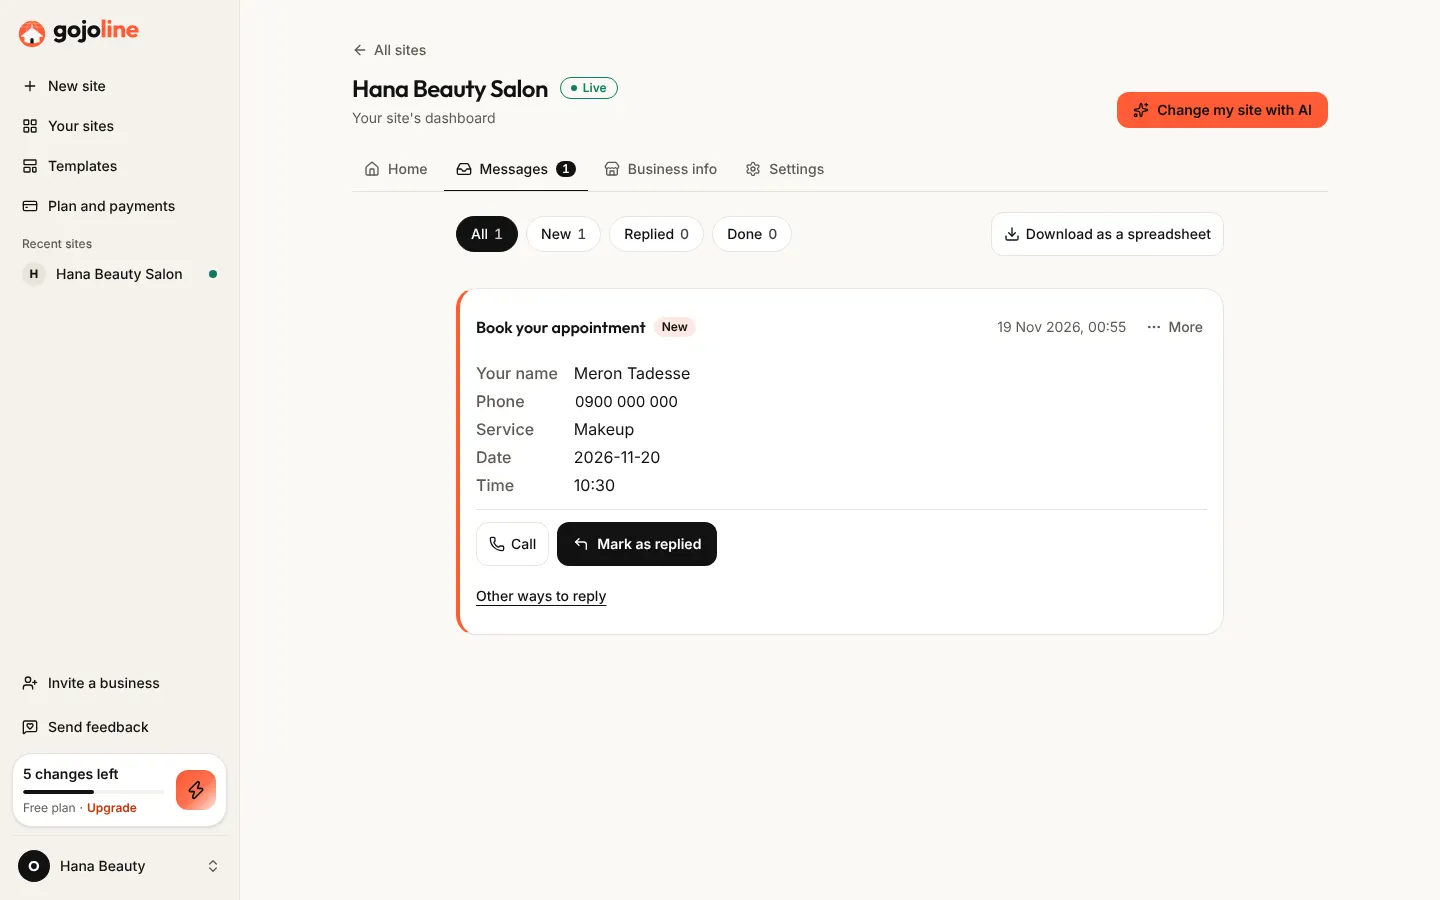 gojoline
New site
Your sites
Templates
Plan and payments
Recent sites
H Hana Beauty Salon
Invite a business
Send feedback
5 changes left
Free plan · Upgrade
O Hana Beauty
All sites
Hana Beauty Salon Live
Your site's dashboard
Change my site with AI
Home Messages 1 Business info Settings
All 1 New 1 Replied 0 Done 0 Download as a spreadsheet
Book your appointment New 19 Nov 2026, 00:55 ··· More
Your name Meron Tadesse
Phone 0900 000 000
Service Makeup
Date 2026-11-20
Time 10:30
Call Mark as replied
Other ways to reply